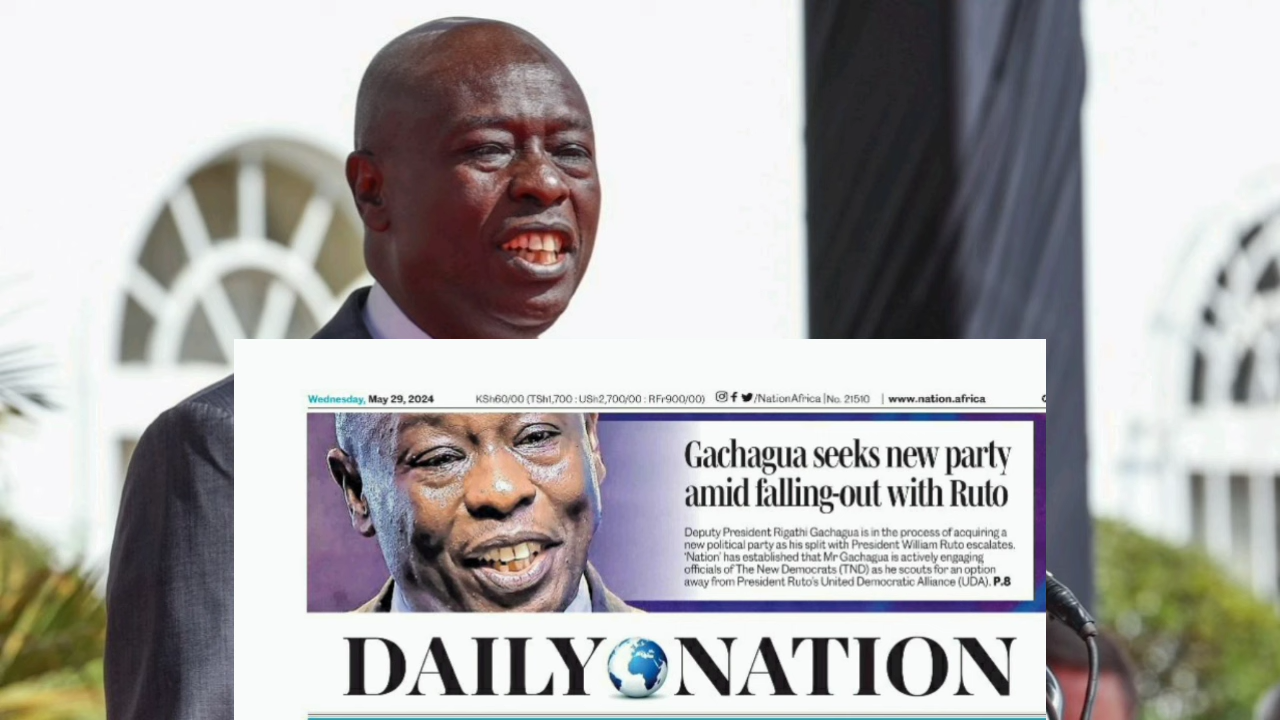 Wednesday, May 29, 2024 KSh60/00 (TSh1,700 : USh2,700/00 : RFr900/00) /NationAfrica | No. 21510 | www.nation.africa
Gachagua seeks new party
amid falling-out with Ruto
Deputy President Rigathi Gachagua is in the process of acquiring a
new political party as his split with President William Ruto escalates.
'Nation' has established that Mr Gachagua is actively engaging
officials of The New Democrats (TND) as he scouts for an option
away from President Ruto's United Democratic Alliance (UDA). P.8
DAILY NATION